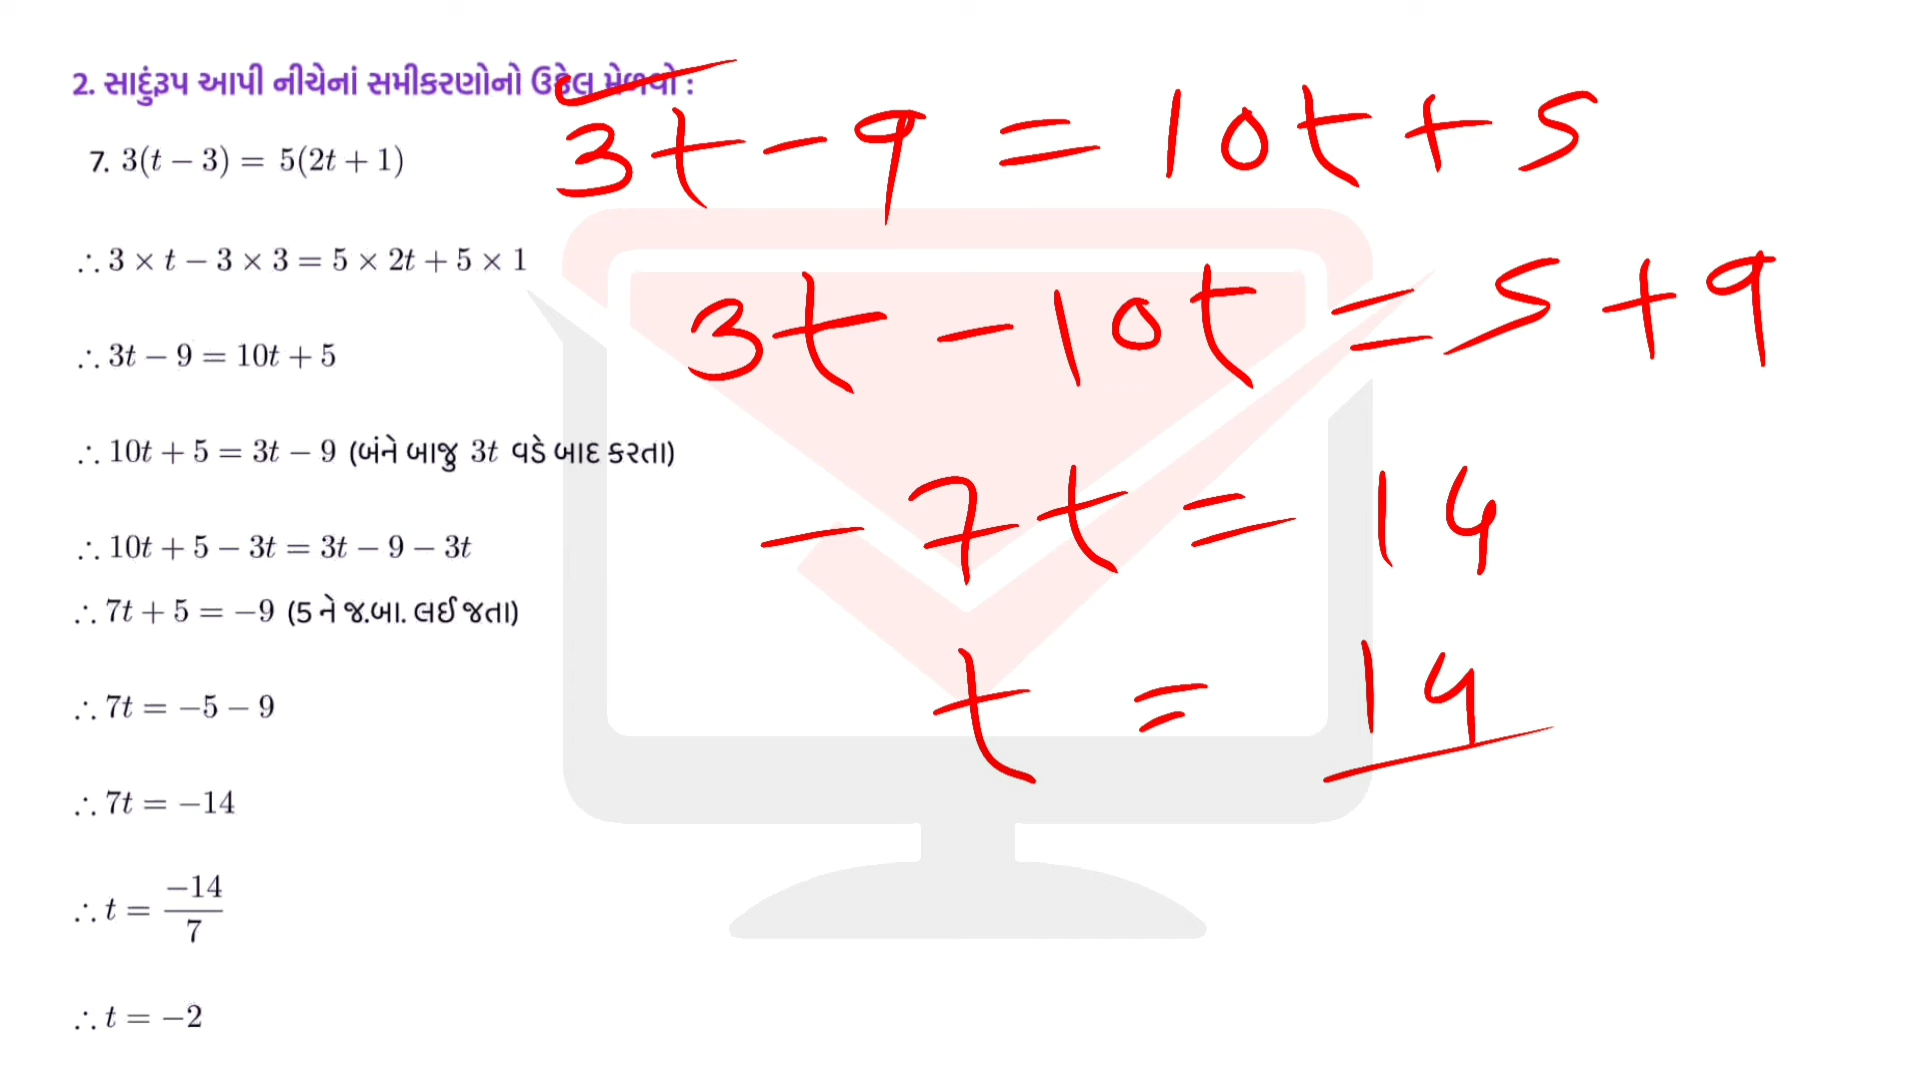 2. સાદુંરૂપ આપી નીચેનાં સમીકરણોનો ઉકેલ મેળવો :
7. 3(t − 3) = 5(2t + 1)
∴ 3 × t − 3 × 3 = 5 × 2t + 5 × 1
∴ 3t − 9 = 10t + 5
∴ 10t + 5 = 3t − 9 (બંને બાજુ 3t વડે બાદ કરતા)
∴ 10t + 5 − 3t = 3t − 9 − 3t
∴ 7t + 5 = −9 (5 ને જ.બા. લઈ જતા)
∴ 7t = −5 − 9
∴ 7t = −14
∴ t = −14/7
∴ t = −2
3t − 9 = 10t + 5
3t − 10t = 5 + 9
− 7t = 14
t = 14